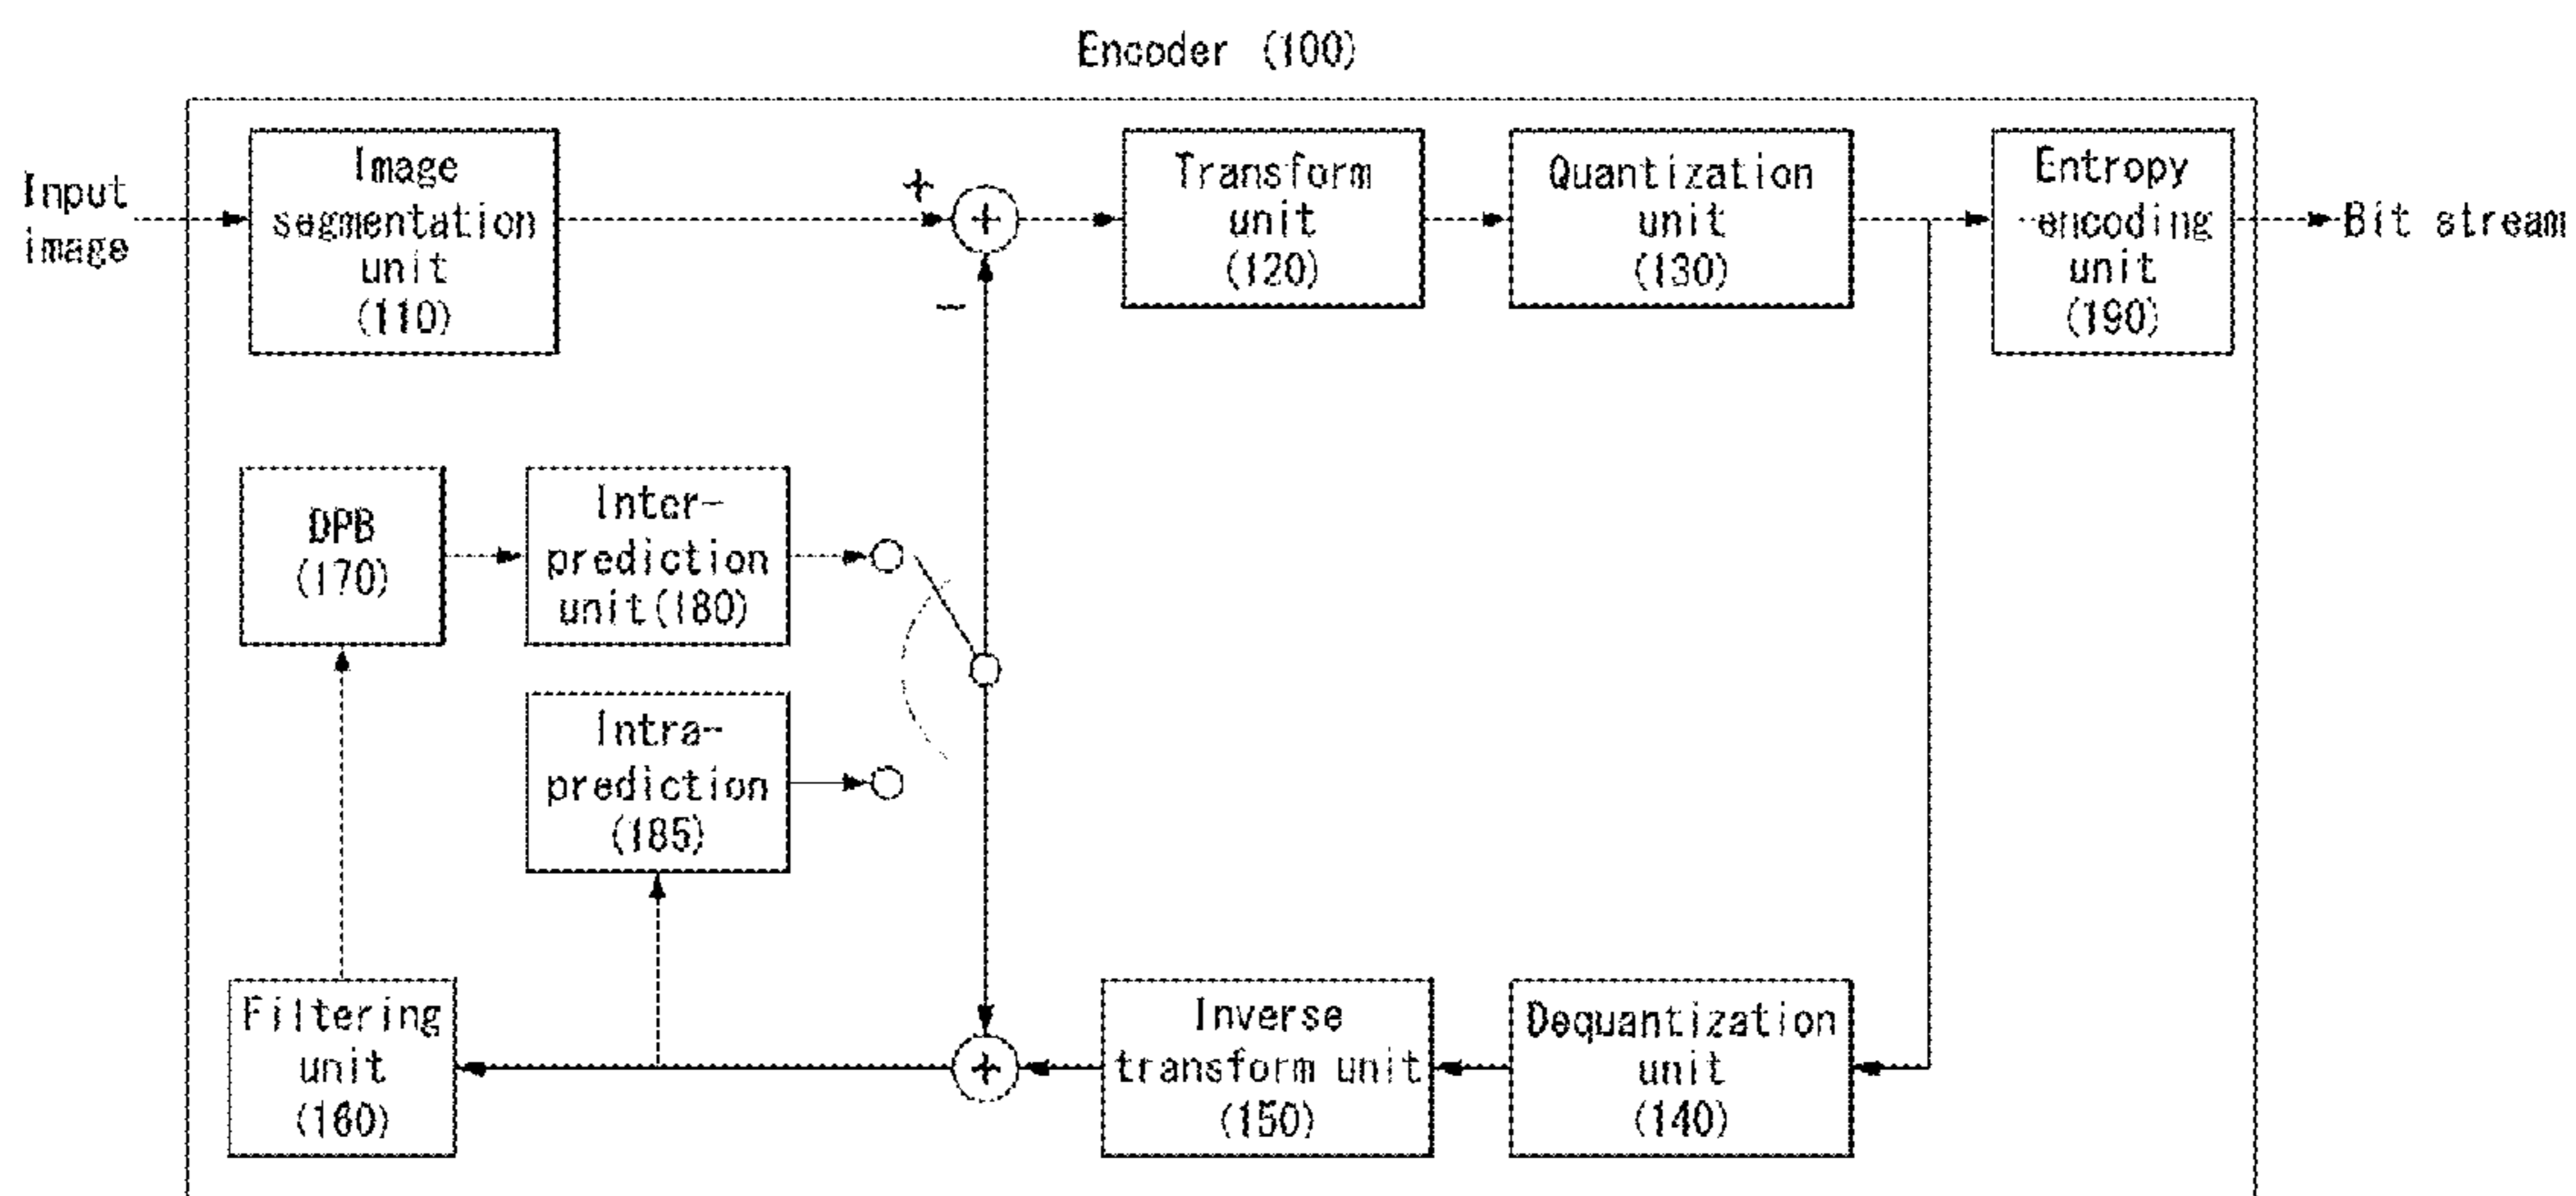 Encoder (100)
Input
image
Image
segmentation
unit
(110)
+
+
−
Transform
unit
(120)
Quantization
unit
(130)
Entropy
encoding
unit
(190)
Bit stream
DPB
(170)
Inter-
prediction
unit(180)
Intra-
prediction
(185)
Filtering
unit
(160)
+
Inverse
transform unit
(150)
Dequantization
unit
(140)